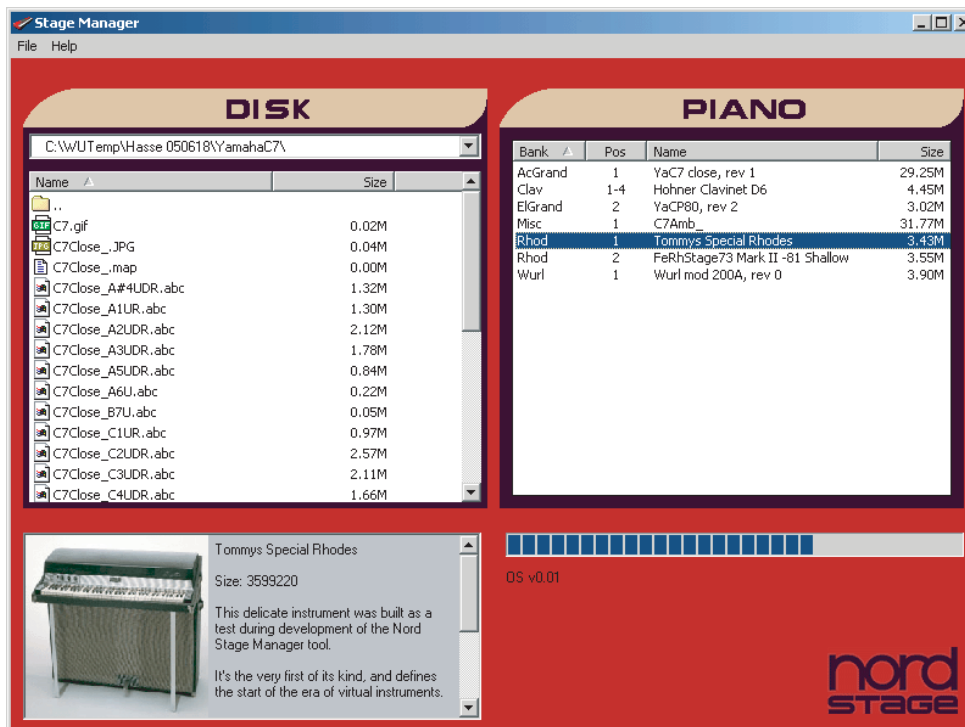 Stage Manager
File Help
DISK
C:\WUTemp\Hasse 050618\YamahaC7\
Name Size
..
C7.gif 0.02M
C7Close_.JPG 0.04M
C7Close_.map 0.00M
C7Close_A#4UDR.abc 1.32M
C7Close_A1UR.abc 1.30M
C7Close_A2UDR.abc 2.12M
C7Close_A3UDR.abc 1.78M
C7Close_A5UDR.abc 0.84M
C7Close_A6U.abc 0.22M
C7Close_B7U.abc 0.05M
C7Close_C1UR.abc 0.97M
C7Close_C2UDR.abc 2.57M
C7Close_C3UDR.abc 2.11M
C7Close_C4UDR.abc 1.66M
PIANO
Bank Pos Name Size
AcGrand 1 YaC7 close, rev 1 29.25M
Clav 1-4 Hohner Clavinet D6 4.45M
ElGrand 2 YaCP80, rev 2 3.02M
Misc 1 C7Amb_ 31.77M
Rhod 1 Tommys Special Rhodes 3.43M
Rhod 2 FeRhStage73 Mark II -81 Shallow 3.55M
Wurl 1 Wurl mod 200A, rev 0 3.90M
Tommys Special Rhodes
Size: 3599220
This delicate instrument was built as a
test during development of the Nord
Stage Manager tool.
It's the very first of its kind, and defines
the start of the era of virtual instruments.
OS v0.01
nord
stage